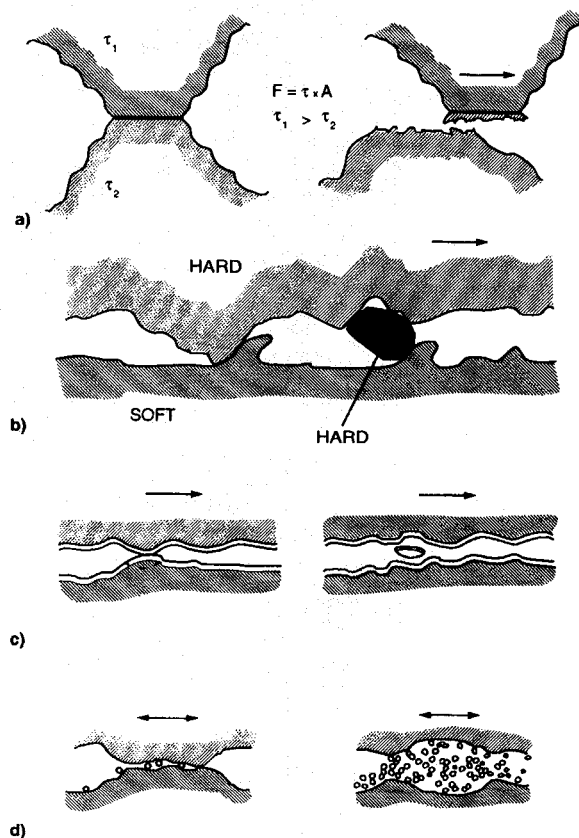 τ₁
F = τ x A
τ₁ > τ₂
τ₂
a)
HARD
SOFT
HARD
b)
c)
d)